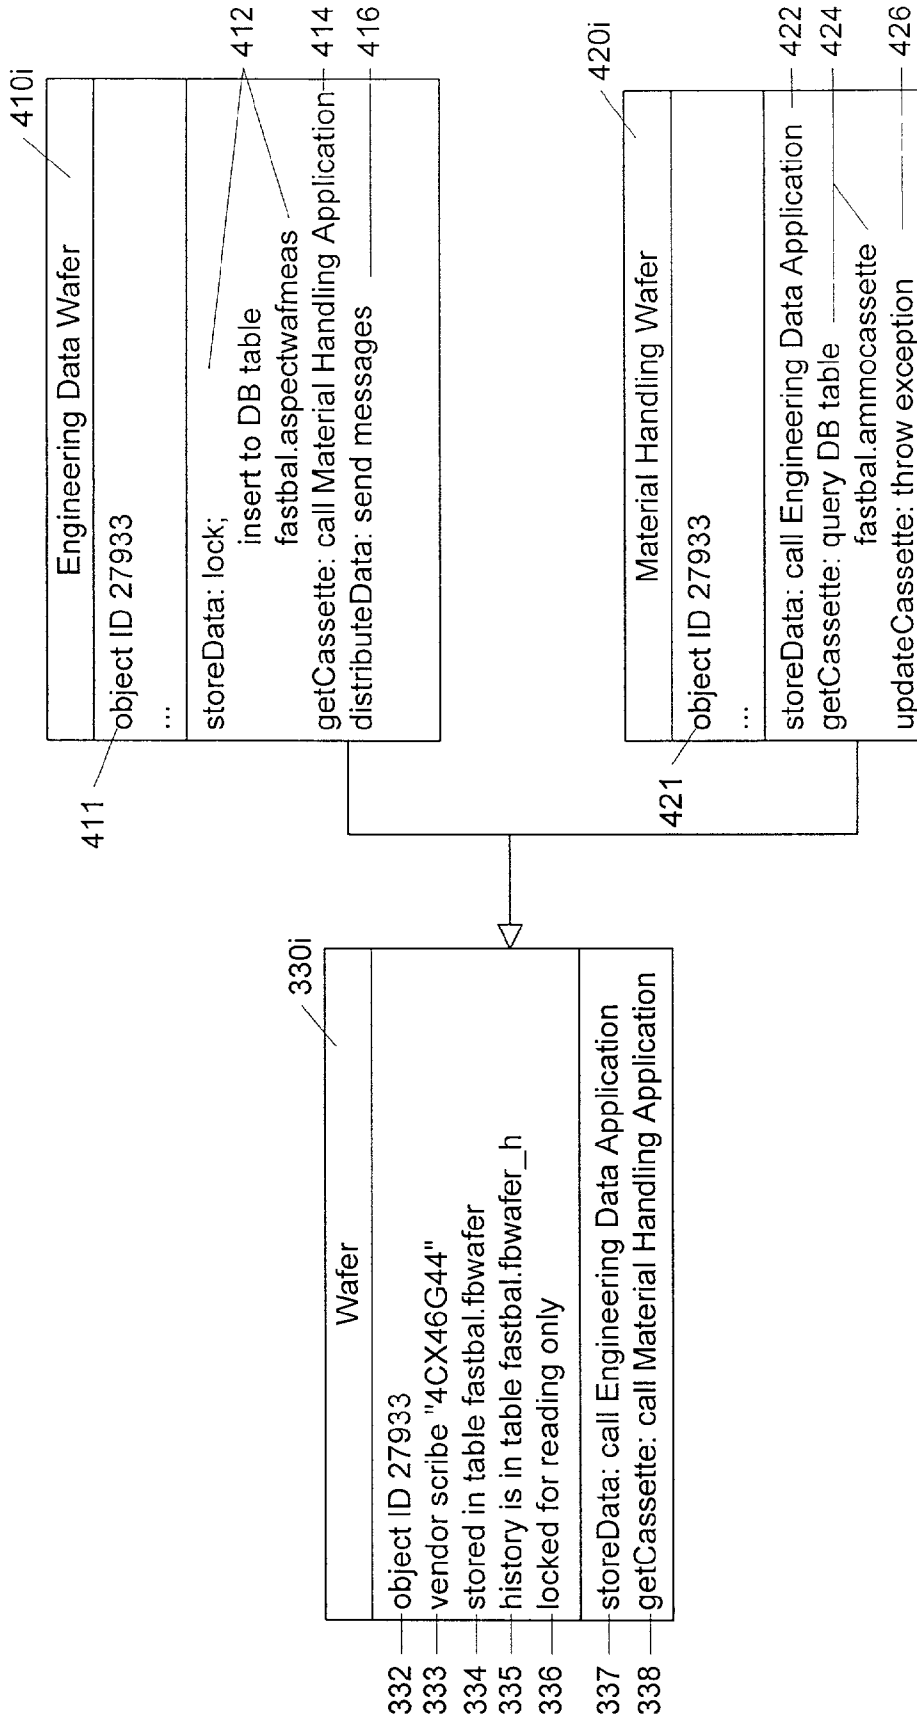 330i
Wafer
332 object ID 27933
333 vendor scribe "4CX46G44"
334 stored in table fastbal.fbwafer
335 history is in table fastbal.fbwafer_h
336 locked for reading only
337 storeData: call Engineering Data Application
338 getCassette: call Material Handling Application
410i
Engineering Data Wafer
411
object ID 27933
...
storeData: lock;
412
insert to DB table
fastbal.aspectwafmeas
getCassette: call Material Handling Application 414
distributeData: send messages 416
420i
Material Handling Wafer
421
object ID 27933
...
storeData: call Engineering Data Application 422
getCassette: query DB table 424
fastbal.ammocassette
updateCassette: throw exception 426